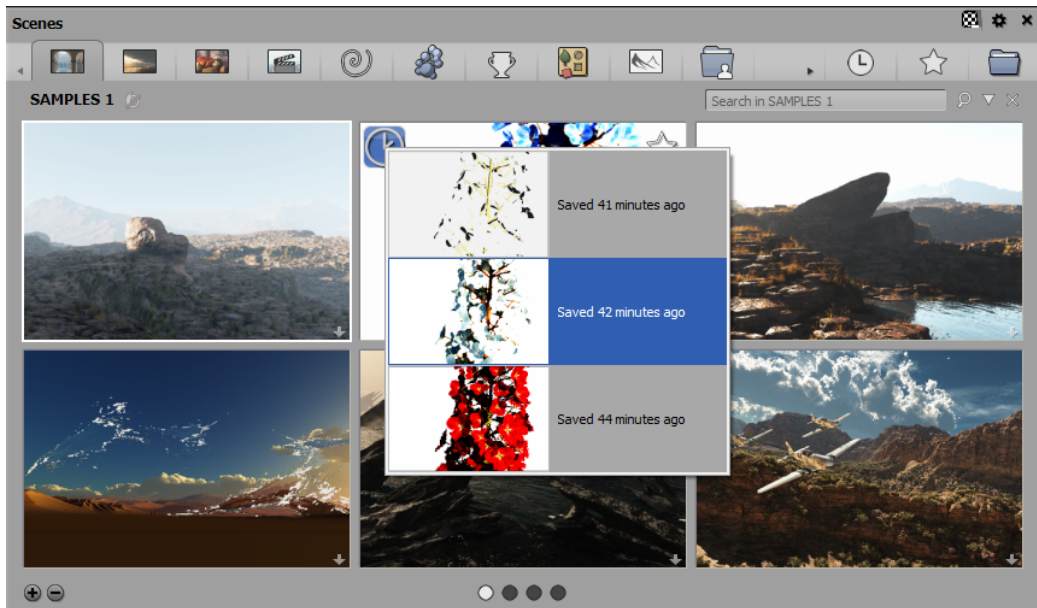 Scenes
SAMPLES 1
Search in SAMPLES 1
Saved 41 minutes ago
Saved 42 minutes ago
Saved 44 minutes ago